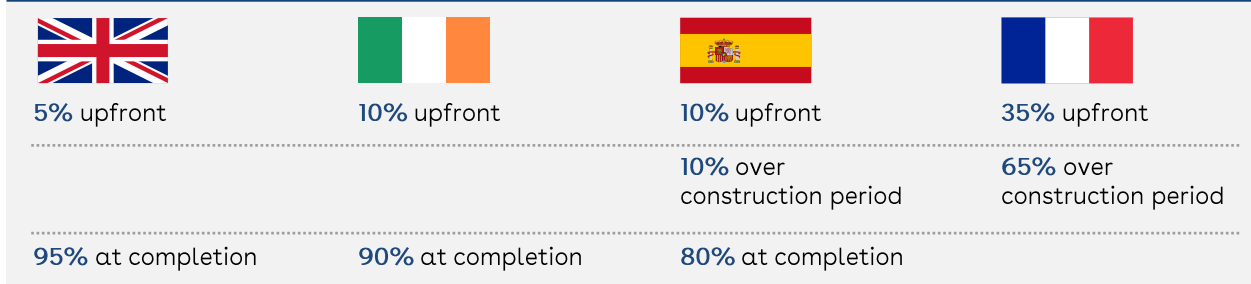 5% upfront
10% upfront
10% upfront
35% upfront
10% over
construction period
65% over
construction period
95% at completion
90% at completion
80% at completion